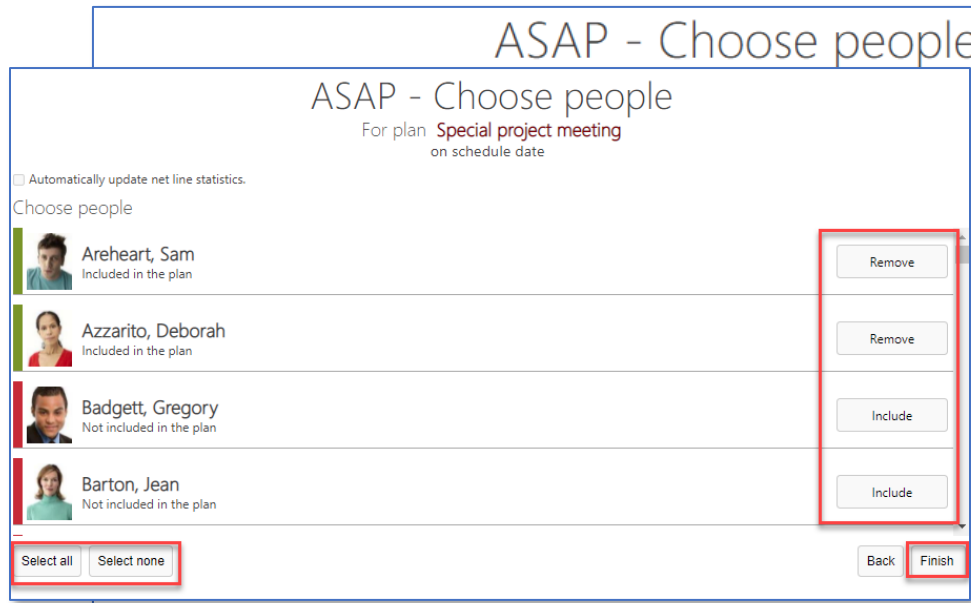 ASAP - Choose people
ASAP - Choose people
For plan Special project meeting
on schedule date
Automatically update net line statistics.
Choose people
Areheart, Sam
Included in the plan
Remove
Azzarito, Deborah
Included in the plan
Remove
Badgett, Gregory
Not included in the plan
Include
Barton, Jean
Not included in the plan
Include
Select all Select none Back Finish